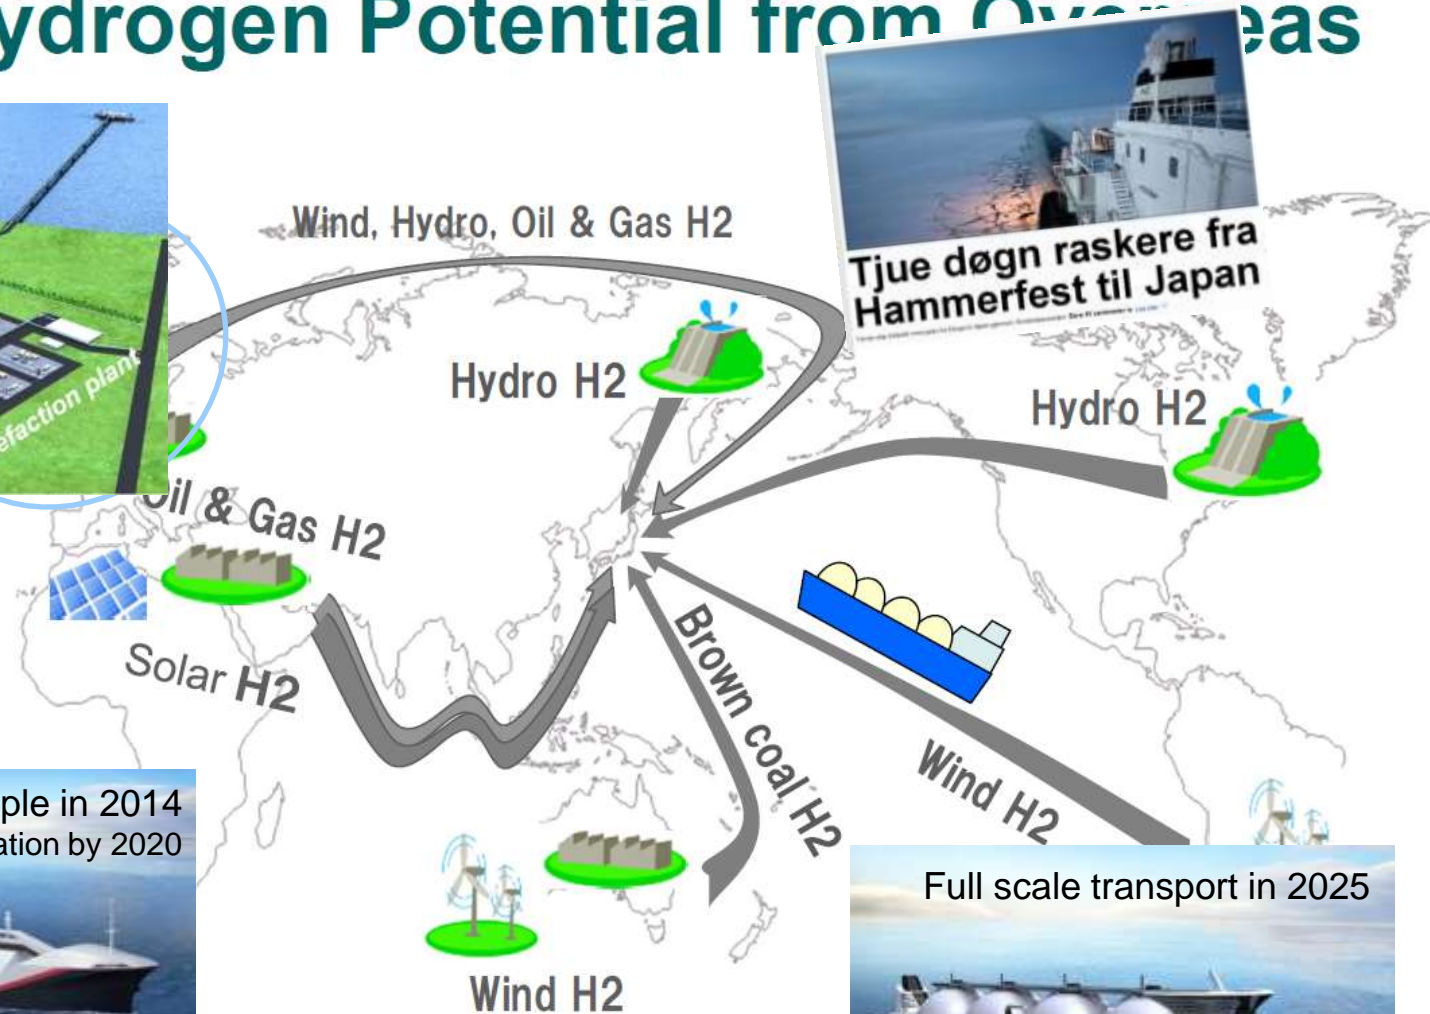 ydrogen Potential from Overseas
Tjue døgn raskere fra
Hammerfest til Japan
Wind, Hydro, Oil & Gas H2
Hydro H2
Hydro H2
efaction plant
Oil & Gas H2
Solar H2
Brown coal H2
Wind H2
ple in 2014
ation by 2020
Full scale transport in 2025
Wind H2